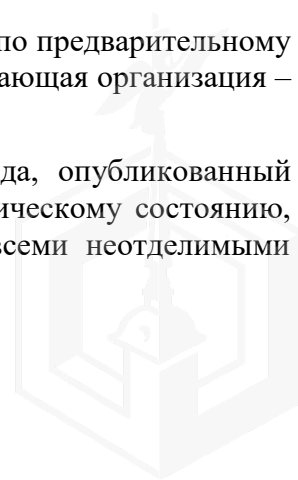 по предварительному
ающая организация –
да, опубликованный
ическому состоянию,
всеми неотделимыми